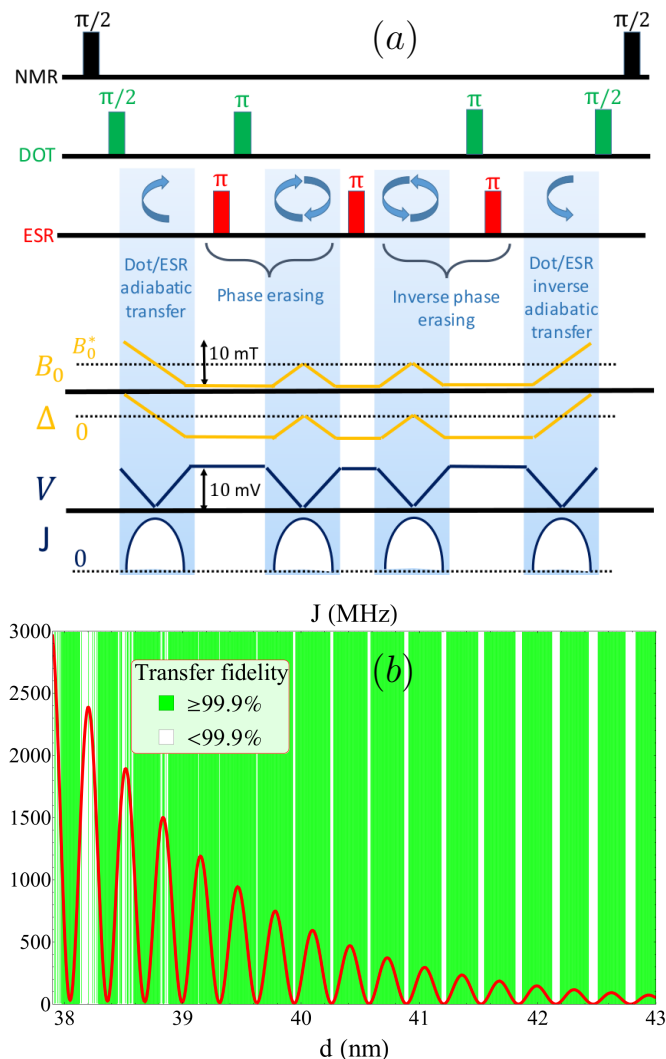 (a)
π/2
π/2
NMR
π/2
π
π
π/2
DOT
π
π
π
ESR
Dot/ESR
adiabatic
transfer
Phase erasing
Inverse phase
erasing
Dot/ESR
inverse
adiabatic
transfer
B₀*
10 mT
B₀
Δ
0
V
10 mV
J
0
J (MHz)
(b)
Transfer fidelity
≥99.9%
<99.9%
3000
2500
2000
1500
1000
500
0
38
39
40
41
42
43
d (nm)